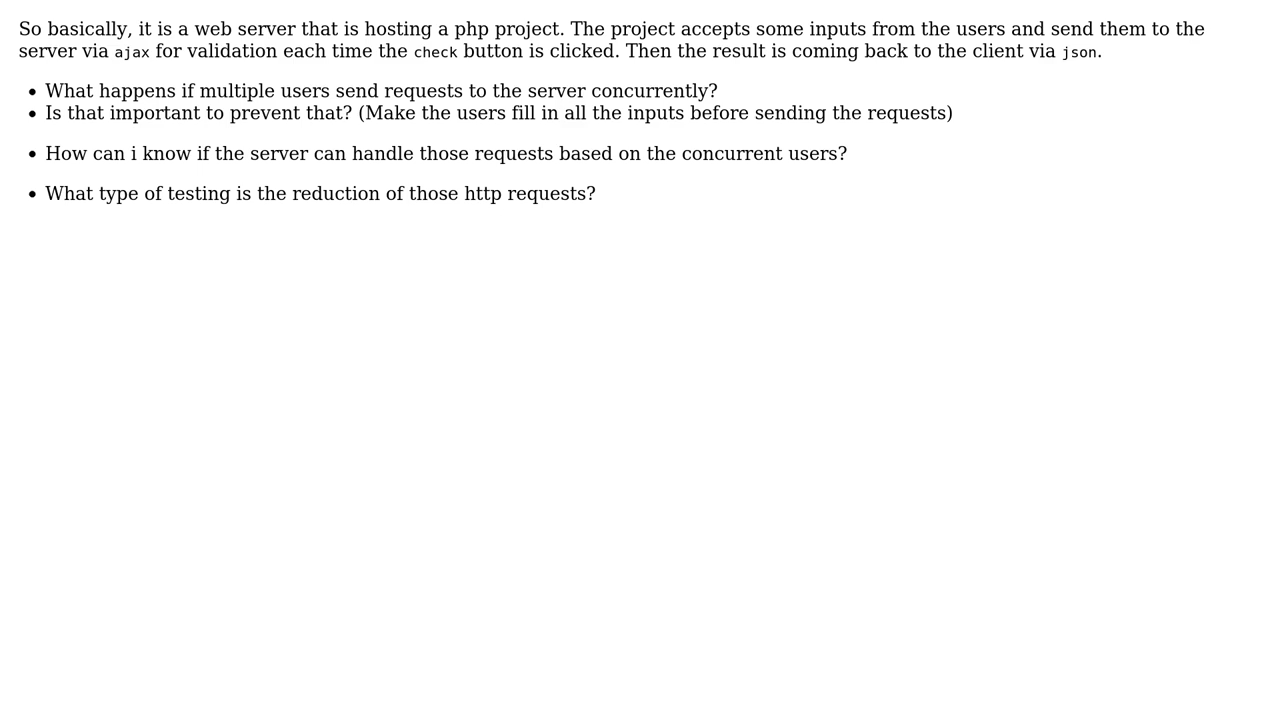 So basically, it is a web server that is hosting a php project. The project accepts some inputs from the users and send them to the
server via ajax for validation each time the check button is clicked. Then the result is coming back to the client via json.
• What happens if multiple users send requests to the server concurrently?
• Is that important to prevent that? (Make the users fill in all the inputs before sending the requests)
• How can i know if the server can handle those requests based on the concurrent users?
• What type of testing is the reduction of those http requests?